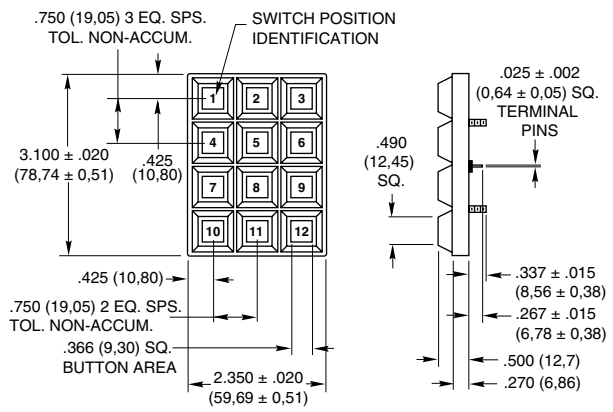 .750 (19,05) 3 EQ. SPS.
TOL. NON-ACCUM.
SWITCH POSITION
IDENTIFICATION
1 2 3
4 5 6
7 8 9
10 11 12
3.100 ± .020
(78,74 ± 0,51)
.425
(10,80)
.425 (10,80)
.750 (19,05) 2 EQ. SPS.
TOL. NON-ACCUM.
.366 (9,30) SQ.
BUTTON AREA
2.350 ± .020
(59,69 ± 0,51)
.025 ± .002
(0,64 ± 0,05) SQ.
TERMINAL
PINS
.490
(12,45)
SQ.
.337 ± .015
(8,56 ± 0,38)
.267 ± .015
(6,78 ± 0,38)
.500 (12,7)
.270 (6,86)